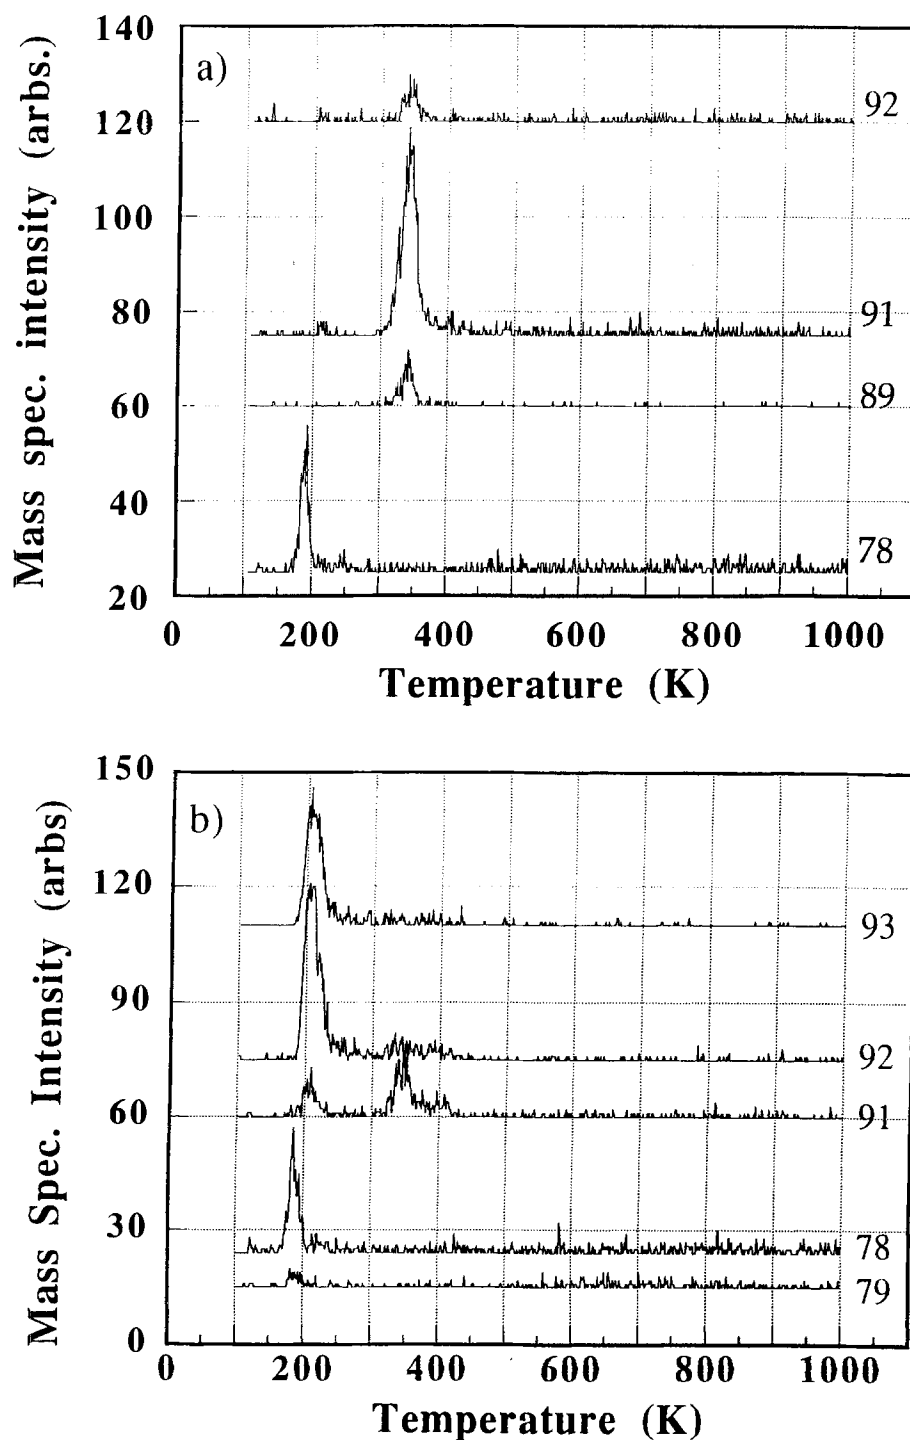 140
a)
92
120
100
80
91
89
60
40
78
20
0 200 400 600 800 1000
Temperature (K)
Mass spec. intensity (arbs.)
150
b)
120
93
90
92
60
91
30
78
79
0
0 200 400 600 800 1000
Temperature (K)
Mass Spec. Intensity (arbs)